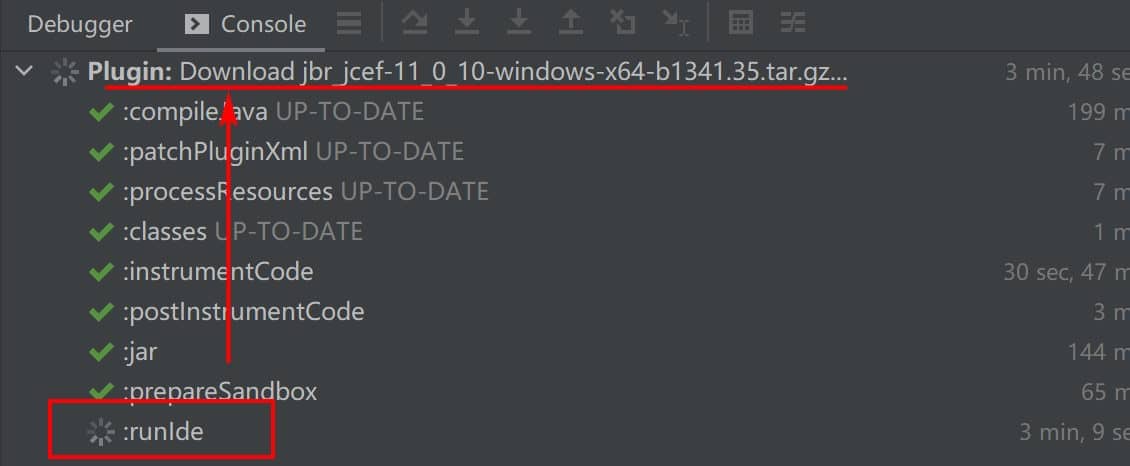 Debugger Console
Plugin: Download jbr_jcef-11_0_10-windows-x64-b1341.35.tar.gz... 3 min, 48 se
:compileJava UP-TO-DATE 199 m
:patchPluginXml UP-TO-DATE 7 m
:processResources UP-TO-DATE 7 m
:classes UP-TO-DATE 1 m
:instrumentCode 30 sec, 47 m
:postInstrumentCode 3 m
:jar 144 m
:prepareSandbox 65 m
:runIde 3 min, 9 se